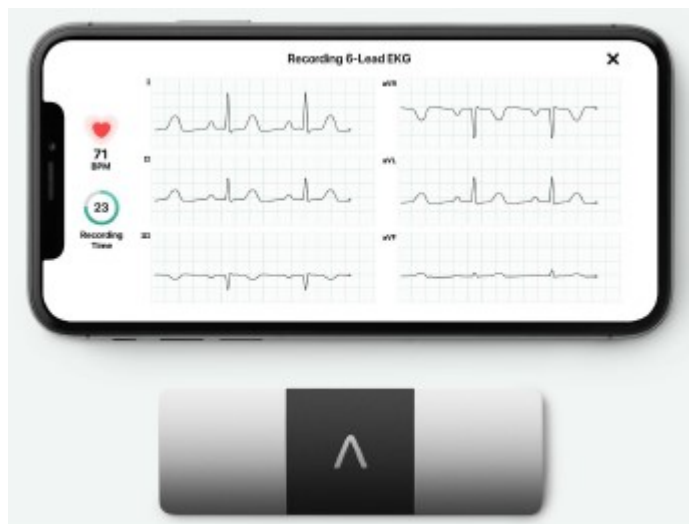 Recording 6-Lead EKG
I
aVR
71
BPM
II
aVL
23
Recording
Time
III
aVF